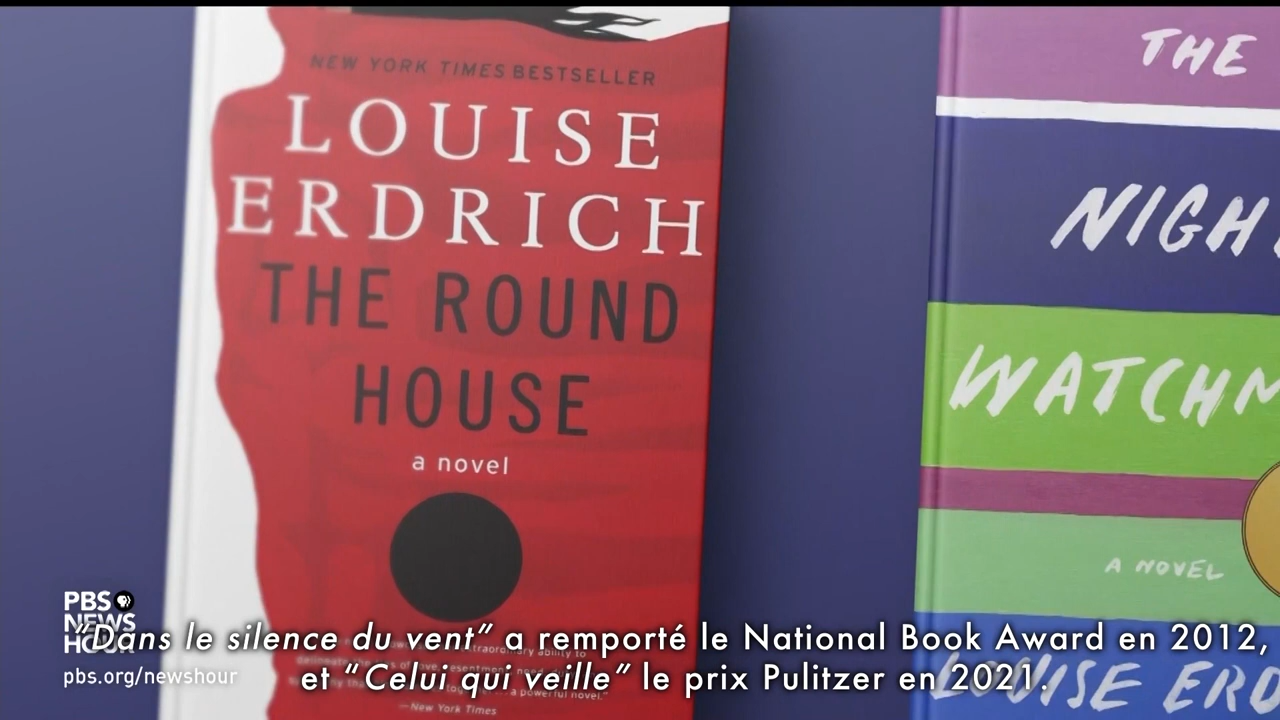 NEW YORK TIMES BESTSELLER
LOUISE
ERDRICH
THE ROUND
HOUSE
a novel
—New York Times
THE
NIGH
WATCHM
A NOVEL
LOUISE ERD
PBS
NEWS
HOUR
pbs.org/newshour
“Dans le silence du vent” a remporté le National Book Award en 2012,
et “Celui qui veille” le prix Pulitzer en 2021.